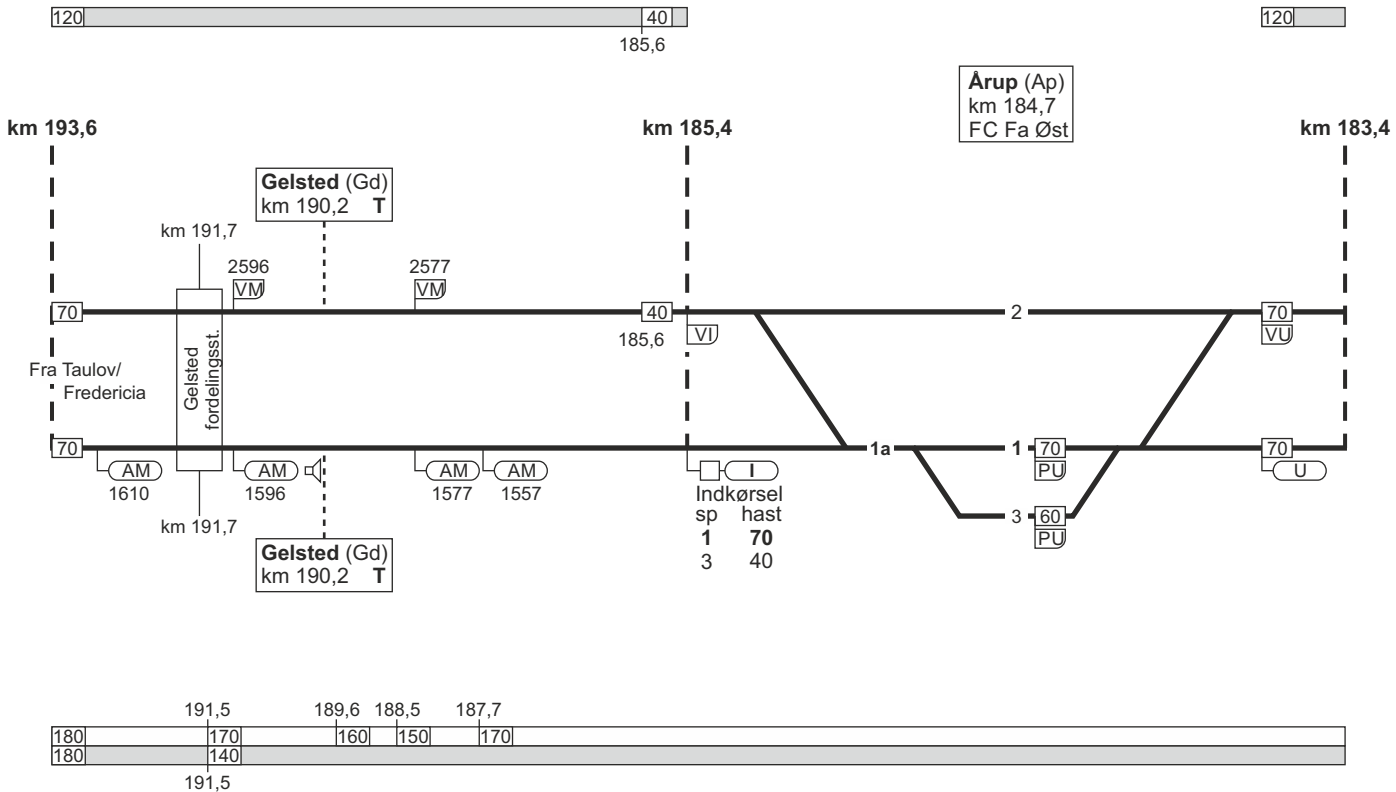 120
40
120
185,6
Årup (Ap)
km 184,7
FC Fa Øst
km 193,6
km 185,4
km 183,4
Gelsted (Gd)
km 190,2 T
km 191,7
2596
VM
2577
VM
70
40
2
70
185,6
VI
VU
Fra Taulov/
Fredericia
Gelsted
fordelingsst.
70
1a
1
70
70
AM
1610
AM
1596
AM
1577
AM
1557
I
PU
U
km 191,7
Indkørsel
sp hast
1 70
3 40
3
60
PU
Gelsted (Gd)
km 190,2 T
191,5
189,6
188,5
187,7
180
170
160
150
170
180
140
191,5